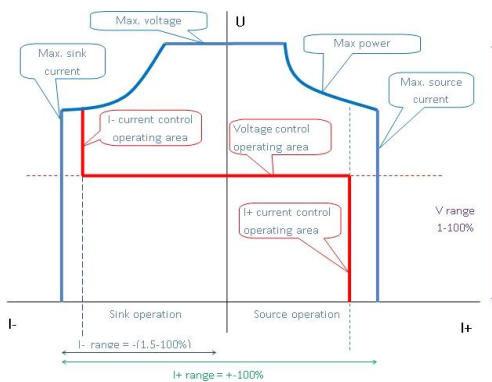 Max. voltage
U
Max power
Max. sink
current
Max. source
current
I- current control
operating area
Voltage control
operating area
I+ current control
operating area
V range
1-100%
Sink operation
Source operation
I-
I+
I- range = -(1.5-100%)
I+ range = +-100%